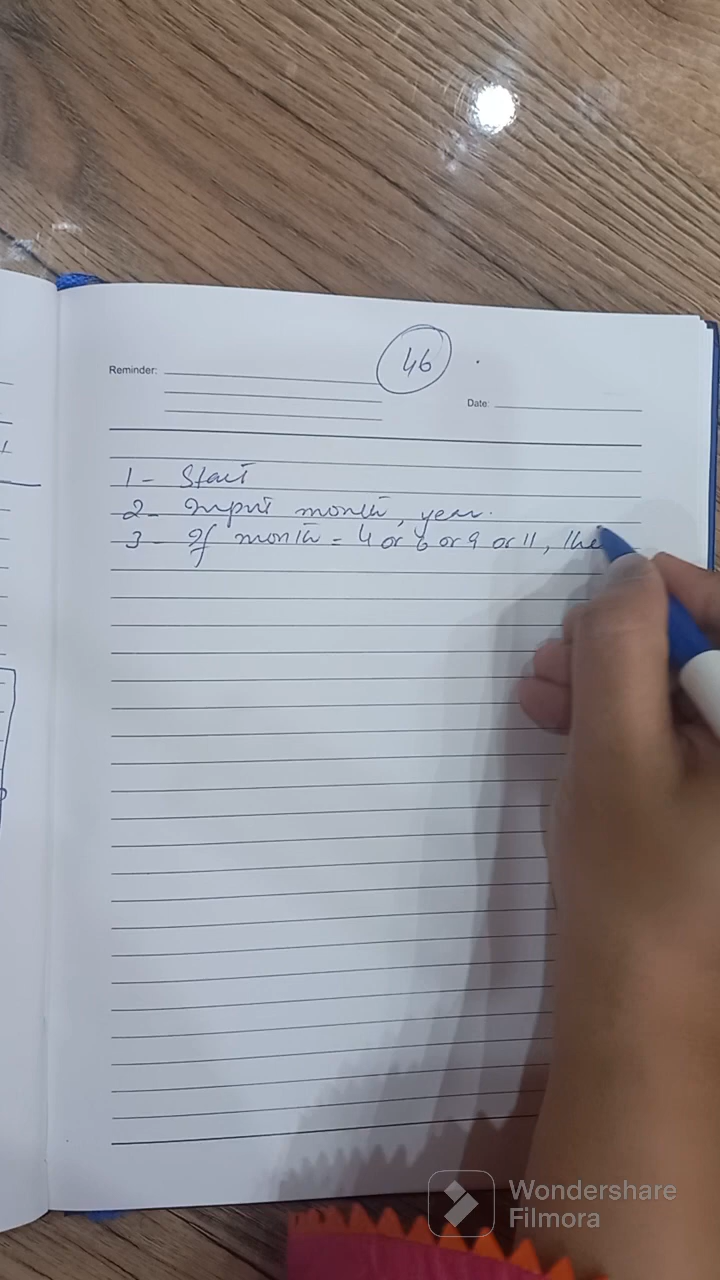 46
Reminder:
Date:
1- Start
2- Input month, year.
3- If month = 4 or 6 or 9 or 11, the
Wondershare
Filmora